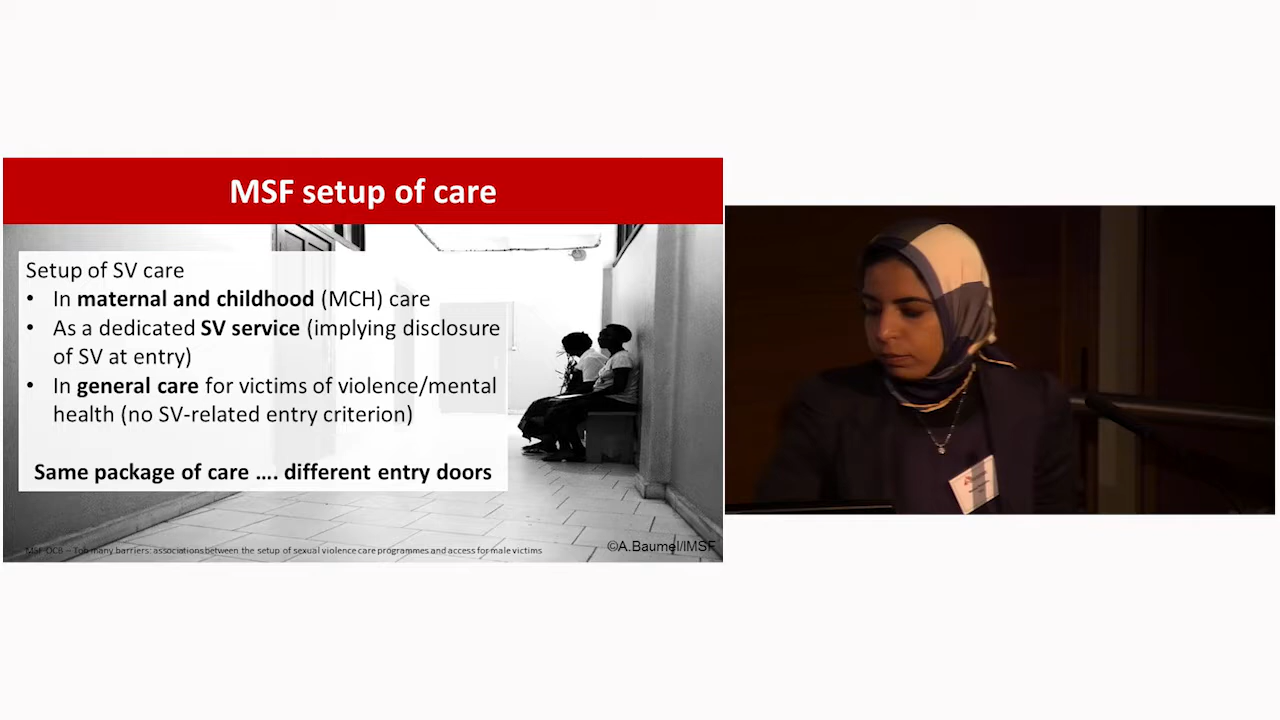 MSF setup of care
Setup of SV care
• In maternal and childhood (MCH) care
• As a dedicated SV service (implying disclosure
of SV at entry)
• In general care for victims of violence/mental
health (no SV-related entry criterion)
Same package of care .... different entry doors
MSF OCB – Too many barriers: associations between the setup of sexual violence care programmes and access for male victims
©A.Baumel/IMSF